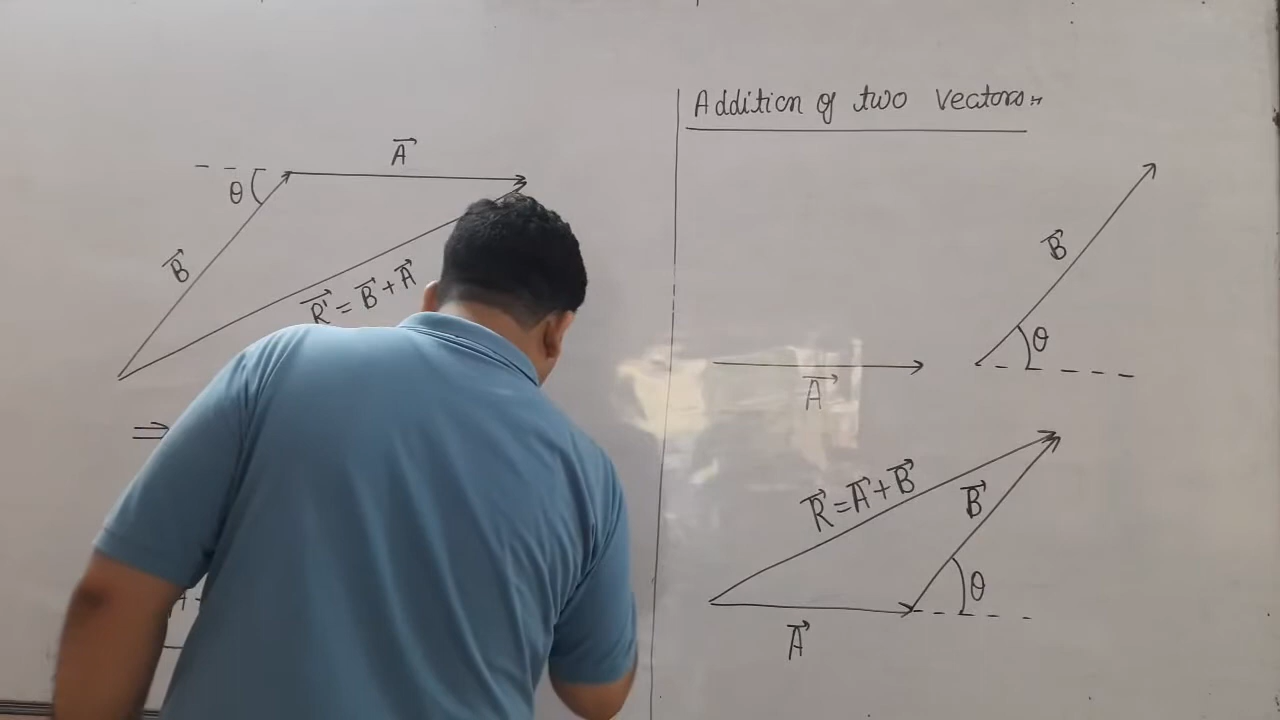 A⃗
θ
B⃗
R⃗' = B⃗ + A⃗
⇒
Addition of two vectors:-
B⃗
θ
A⃗
R⃗ = A⃗ + B⃗
B⃗
θ
A⃗